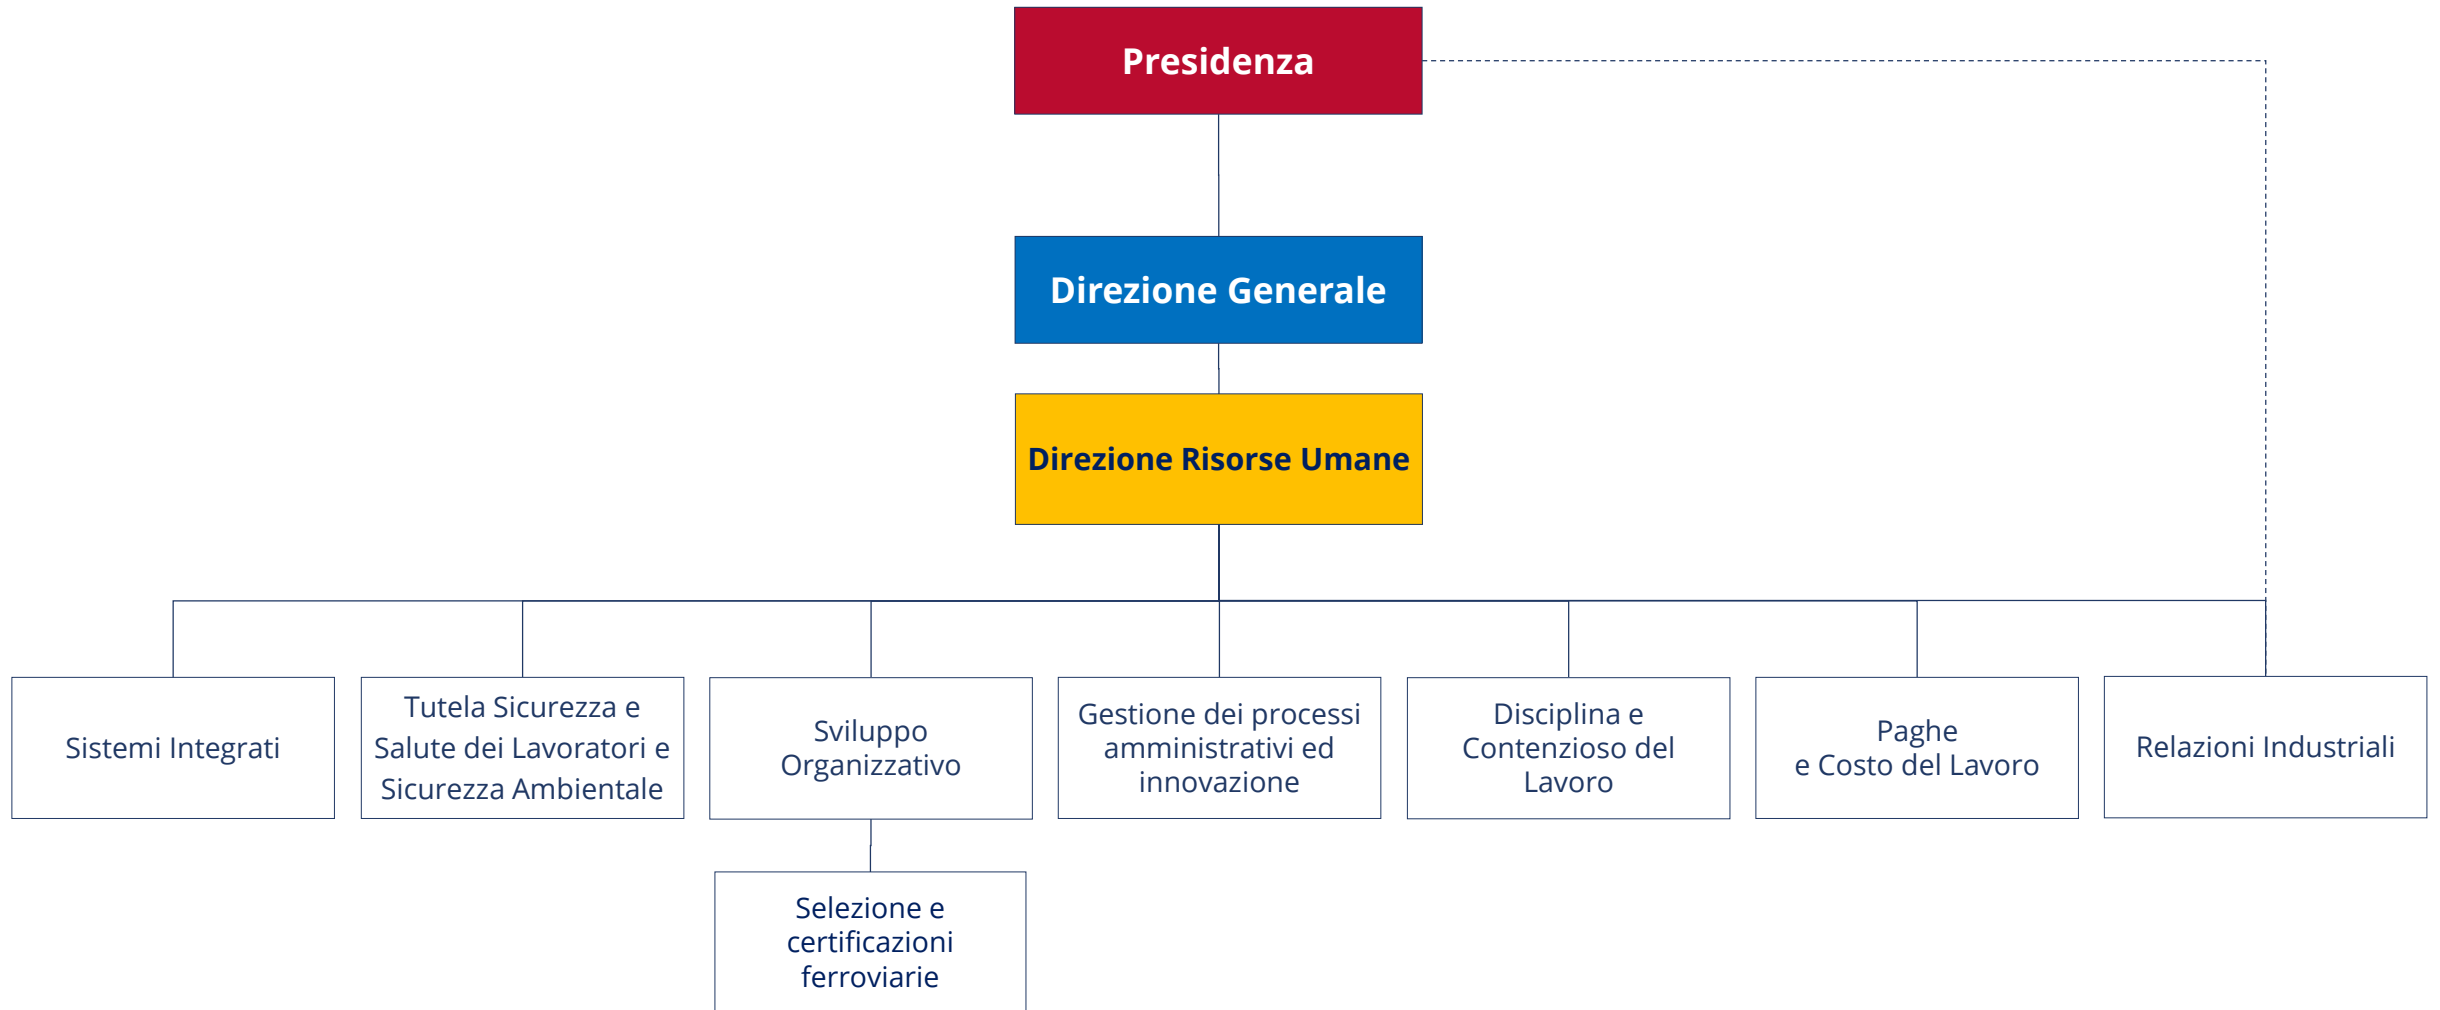 Presidenza
Direzione Generale
Direzione Risorse Umane
Sistemi Integrati
Tutela Sicurezza e
Salute dei Lavoratori e
Sicurezza Ambientale
Sviluppo
Organizzativo
Gestione dei processi
amministrativi ed
innovazione
Disciplina e
Contenzioso del
Lavoro
Paghe
e Costo del Lavoro
Relazioni Industriali
Selezione e
certificazioni
ferroviarie